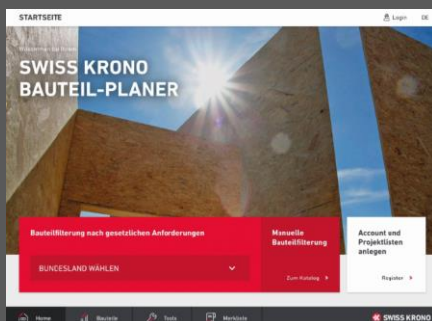 STARTSEITE
Login
DE
SWISS KRONO
BAUTEIL-PLANER
Bauteilfilterung nach gesetzlichen Anforderungen
BUNDESLAND WÄHLEN
Manuelle
Bauteilfilterung
Zum Katalog
Account und
Projektlisten
anlegen
Register
Home
Bauteile
Tools
Merkliste
SWISS KRONO